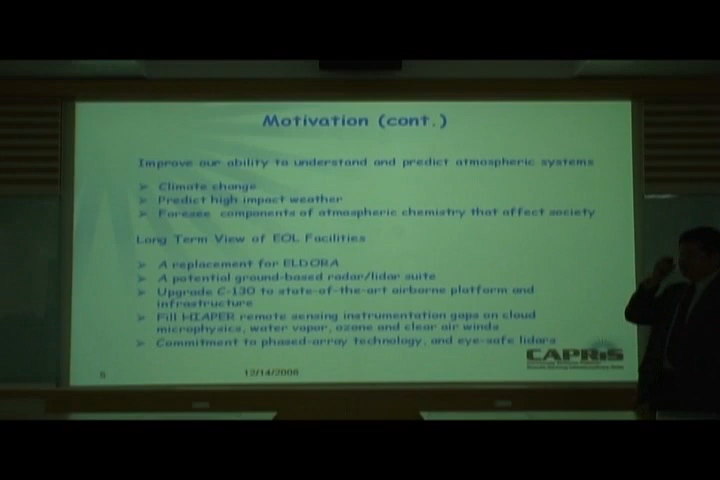 Motivation (cont.)
Improve our ability to understand and predict atmospheric systems
➢ Climate change
➢ Predict high impact weather
➢ Foresee components of atmospheric chemistry that affect society
Long Term View of EOL Facilities
➢ A replacement for ELDORA
➢ A potential ground-based radar/lidar suite
➢ Upgrade C-130 to state-of-the-art airborne platform and
infrastructure
➢ Fill HIAPER remote sensing instrumentation gaps on cloud
microphysics, water vapor, ozone and clear air winds
➢ Commitment to phased-array technology, and eye-safe lidars
CAPRIS
12/14/2008